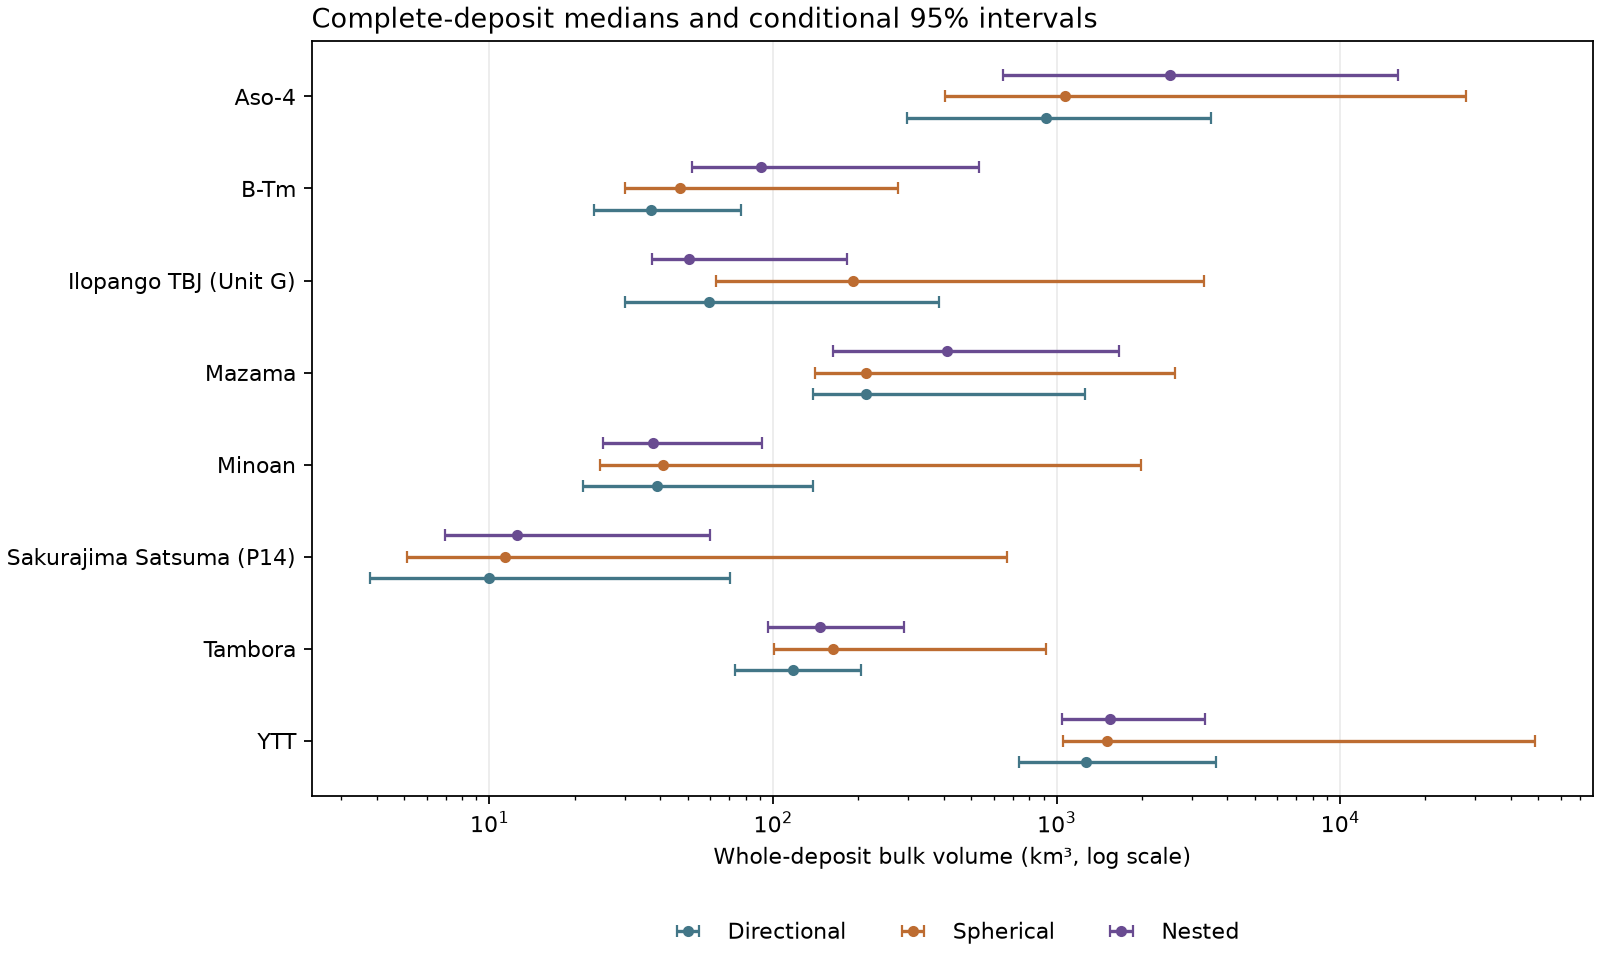 Complete-deposit medians and conditional 95% intervals
Aso-4
B-Tm
Ilopango TBJ (Unit G)
Mazama
Minoan
Sakurajima Satsuma (P14)
Tambora
YTT
10¹ 10² 10³ 10⁴
Whole-deposit bulk volume (km³, log scale)
Directional Spherical Nested